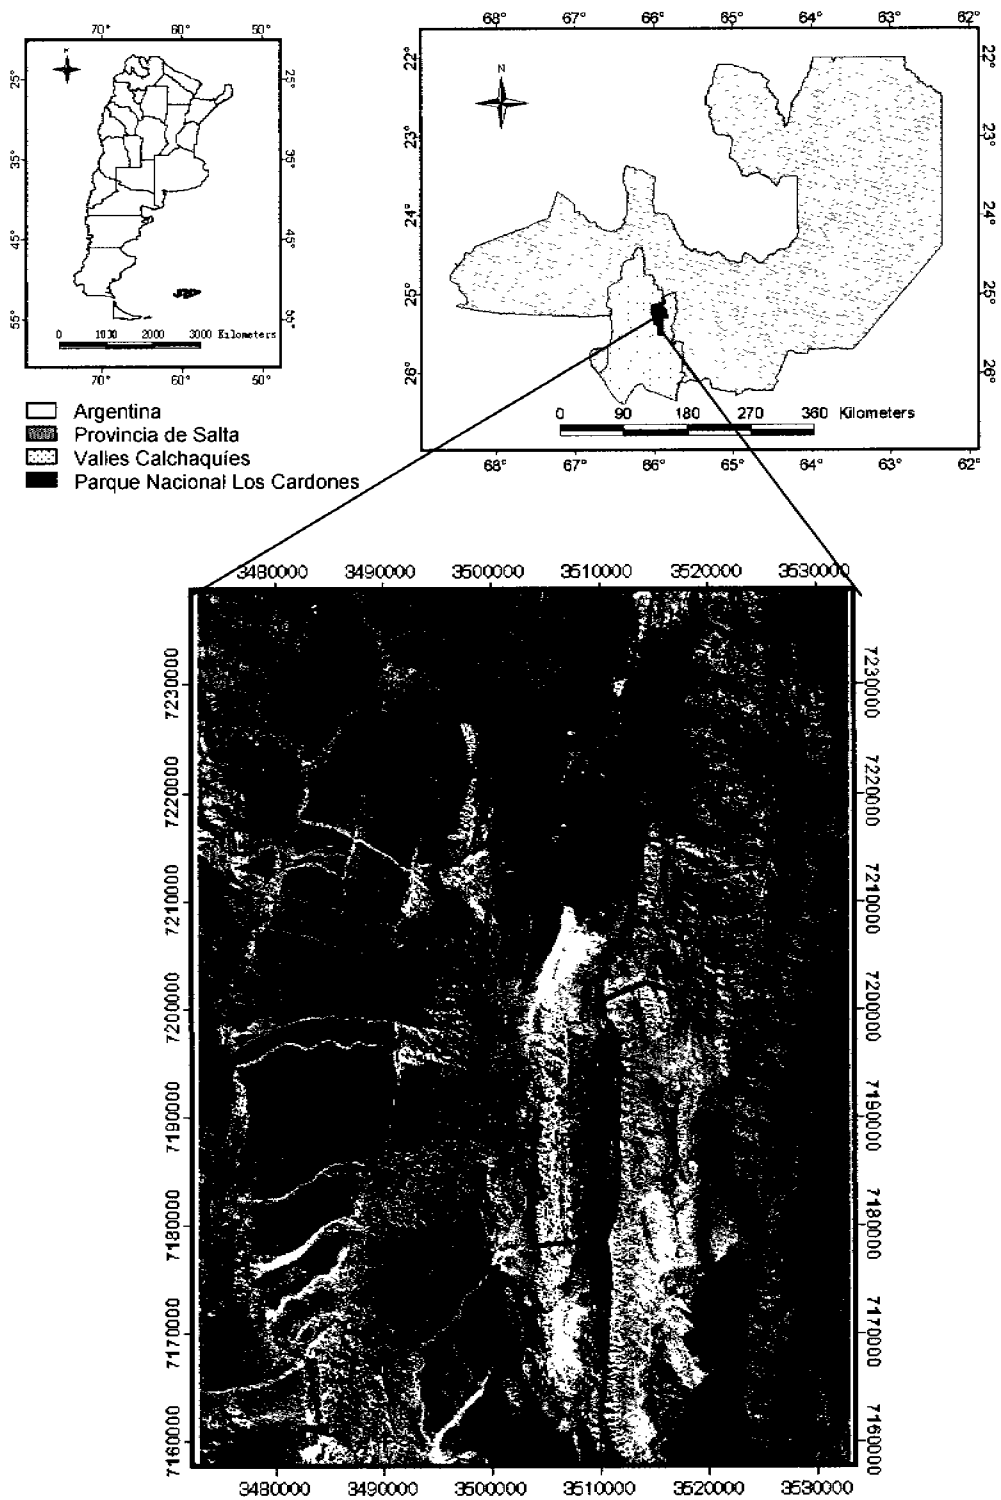 70° 60° 50°
N
25° 25°
35° 35°
45° 45°
55° 55°
0 1000 2000 3000 Kilometers
70° 60° 50°
Argentina
Provincia de Salta
Valles Calchaquíes
Parque Nacional Los Cardones
68° 67° 66° 65° 64° 63° 62°
N
22° 22°
23° 23°
24° 24°
25° 25°
26° 26°
0 90 180 270 360 Kilometers
68° 67° 66° 65° 64° 63° 62°
3480000 3490000 3500000 3510000 3520000 3530000
7230000 7230000
7220000 7220000
7210000 7210000
7200000 7200000
7190000 7190000
7180000 7180000
7170000 7170000
7160000 7160000
3480000 3490000 3500000 3510000 3520000 3530000